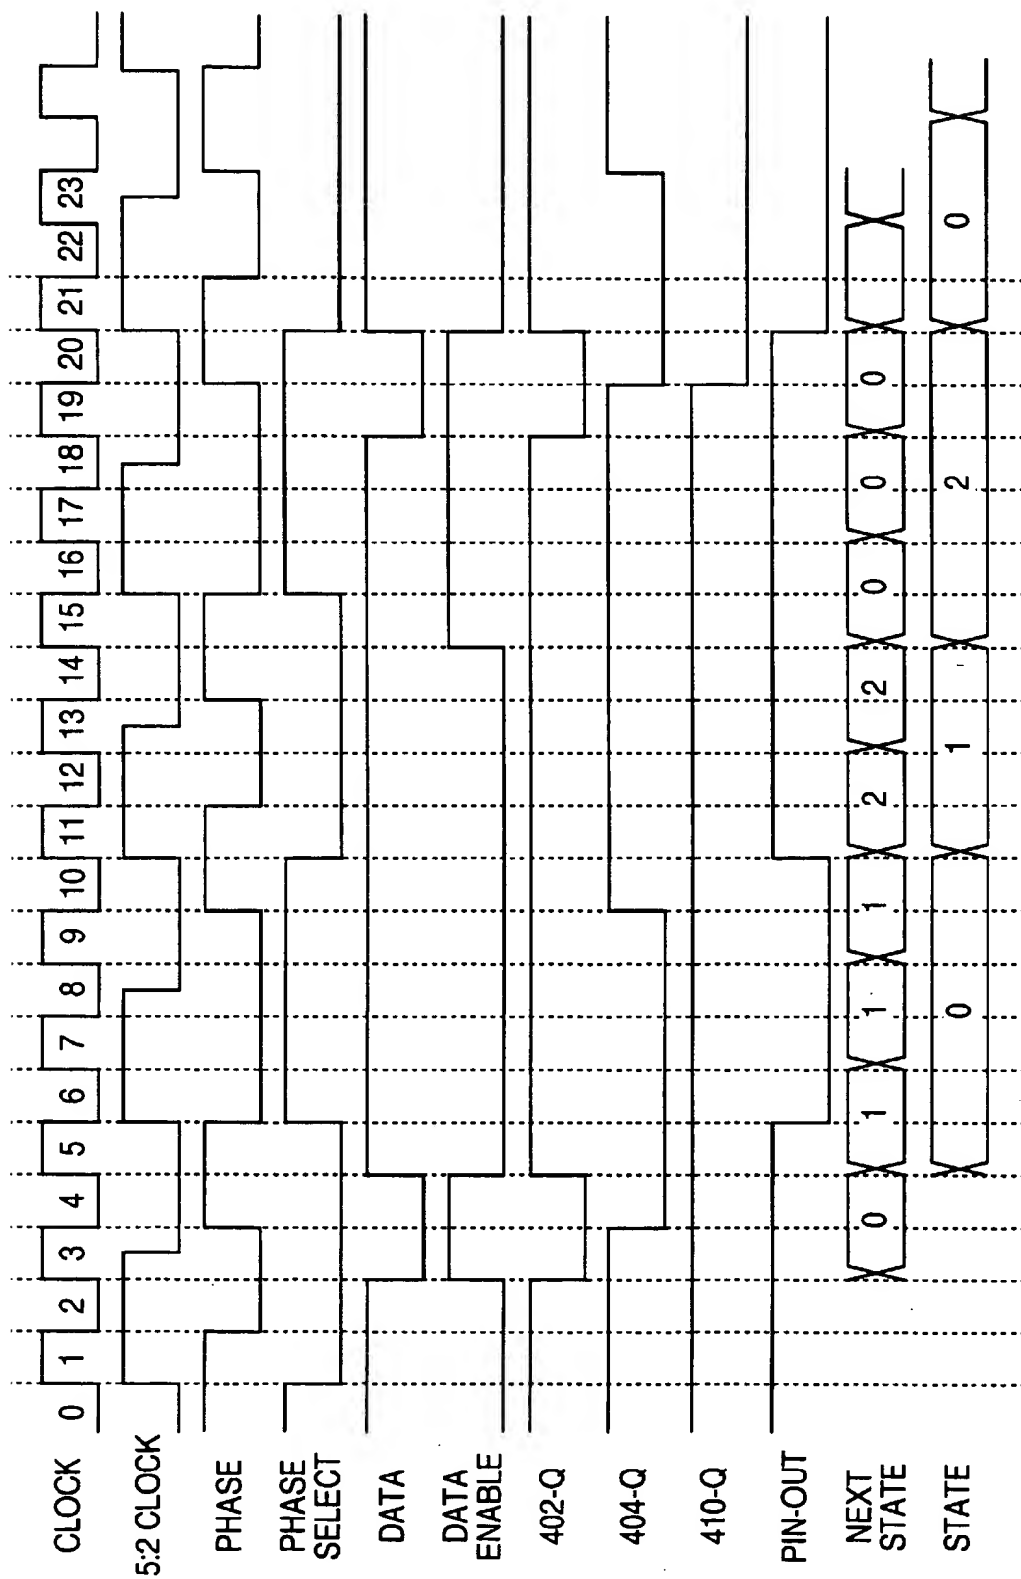 CLOCK 0 1 2 3 4 5 6 7 8 9 10 11 12 13 14 15 16 17 18 19 20 21 22 23
5:2 CLOCK
PHASE
PHASE
SELECT
DATA
DATA
ENABLE
402-Q
404-Q
410-Q
PIN-OUT
NEXT
STATE
0 1 1 1 2 2 0 0 0
STATE 0 1 2 0